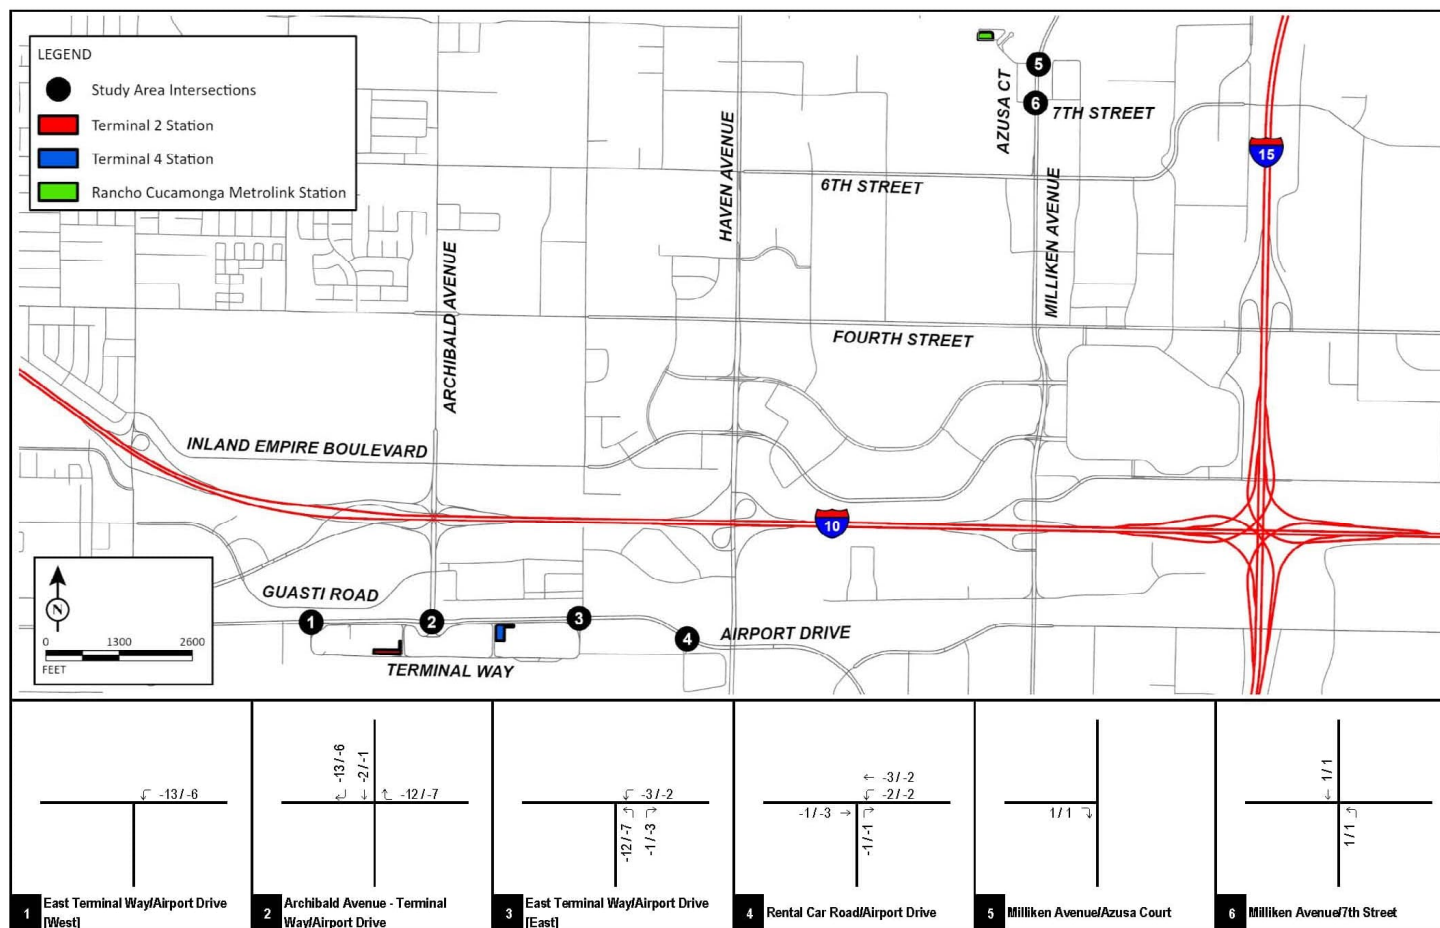 LEGEND
Study Area Intersections
Terminal 2 Station
Terminal 4 Station
Rancho Cucamonga Metrolink Station
5
6
AZUSA CT
7TH STREET
HAVEN AVENUE
15
6TH STREET
MILLIKEN AVENUE
ARCHIBALD AVENUE
FOURTH STREET
INLAND EMPIRE BOULEVARD
10
N
0 1300 2600
FEET
GUASTI ROAD
1
2
3
4
AIRPORT DRIVE
TERMINAL WAY
-13/-6
1 East Terminal Way/Airport Drive
[West]
-13/-6
-2/-1
-12/-7
2 Archibald Avenue - Terminal
Way/Airport Drive
-3/-2
-12/-7
-1/-3
3 East Terminal Way/Airport Drive
[East]
-3/-2
-2/-2
-1/-3
-1/-1
4 Rental Car Road/Airport Drive
1/1
5 Milliken Avenue/Azusa Court
1/1
1/1
6 Milliken Avenue/7th Street